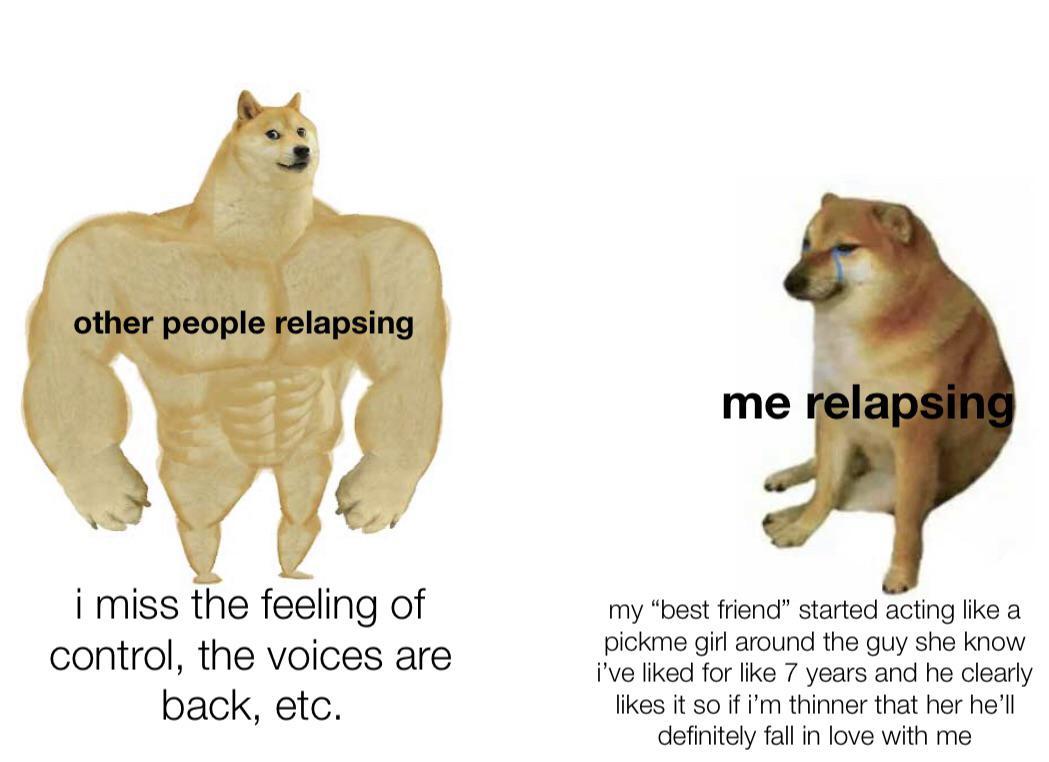 other people relapsing
me relapsing
i miss the feeling of
control, the voices are
back, etc.
my “best friend” started acting like a
pickme girl around the guy she know
i’ve liked for like 7 years and he clearly
likes it so if i’m thinner that her he’ll
definitely fall in love with me